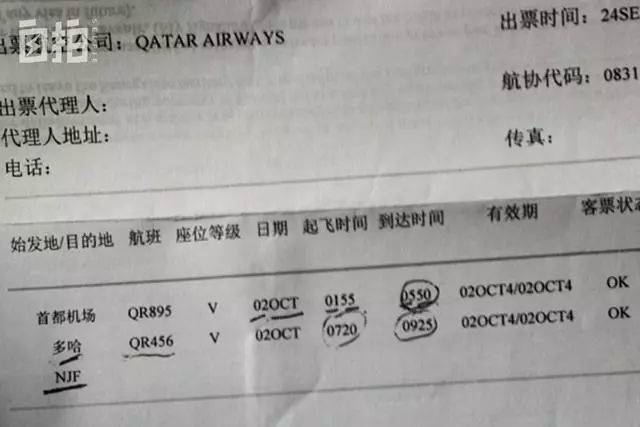 自拍
出票航空公司：QATAR AIRWAYS
出票时间：24SE
航协代码：0831
出票代理人：
代理人地址：
传真：
电话：
始发地/目的地 航班 座位等级 日期 起飞时间 到达时间 有效期 客票状态
首都机场 QR895 V 02OCT 0155 0550 02OCT4/02OCT4 OK
多哈 QR456 V 02OCT 0720 0925 02OCT4/02OCT4 OK
NJF